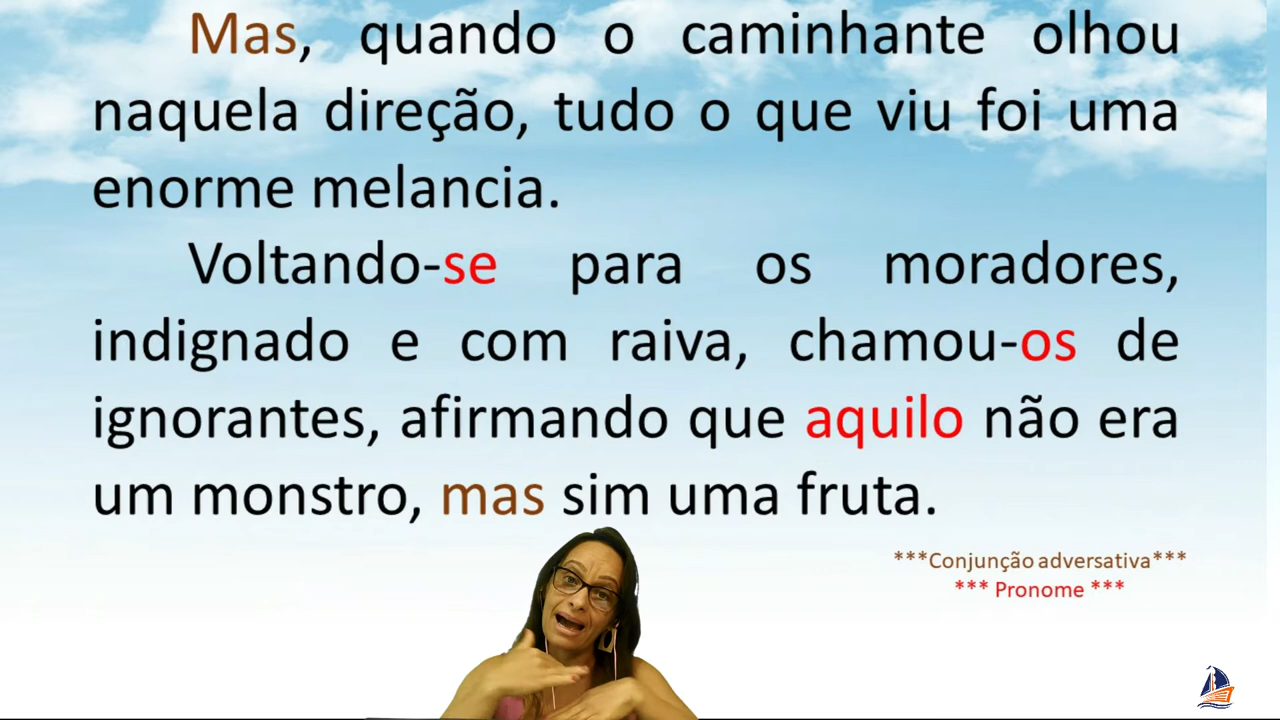 Mas, quando o caminhante olhou
naquela direção, tudo o que viu foi uma
enorme melancia.
Voltando-se para os moradores,
indignado e com raiva, chamou-os de
ignorantes, afirmando que aquilo não era
um monstro, mas sim uma fruta.
***Conjunção adversativa***
*** Pronome ***